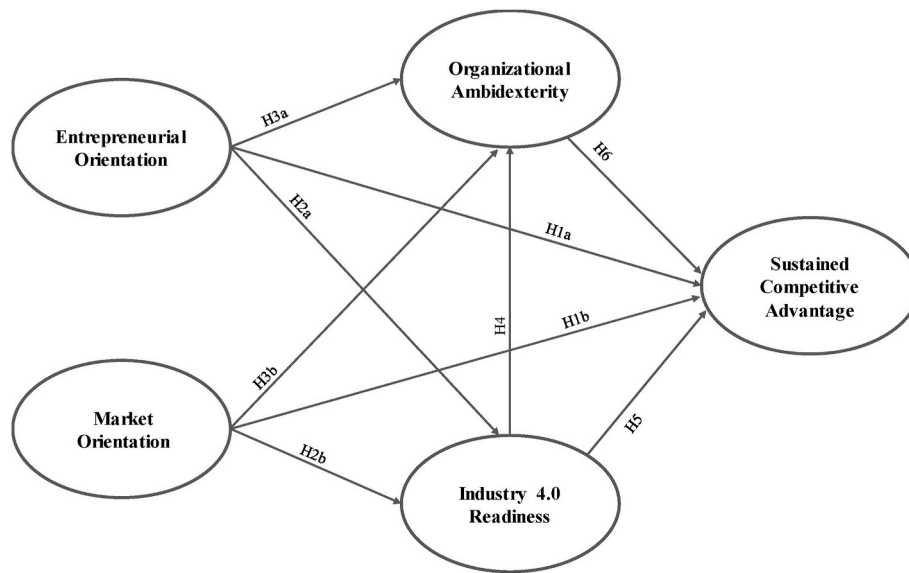 Organizational
Ambidexterity
H3a
Entrepreneurial
Orientation
H6
H2a
H1a
Sustained
Competitive
Advantage
H1b
H4
H3b
Market
Orientation
H5
H2b
Industry 4.0
Readiness